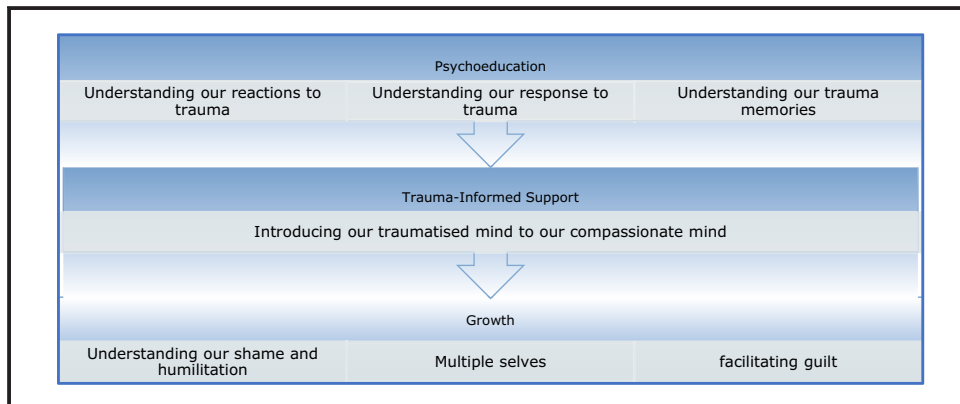 Psychoeducation
Understanding our reactions to
trauma
Understanding our response to
trauma
Understanding our trauma
memories
Trauma-Informed Support
Introducing our traumatised mind to our compassionate mind
Growth
Understanding our shame and
humilitation
Multiple selves
facilitating guilt